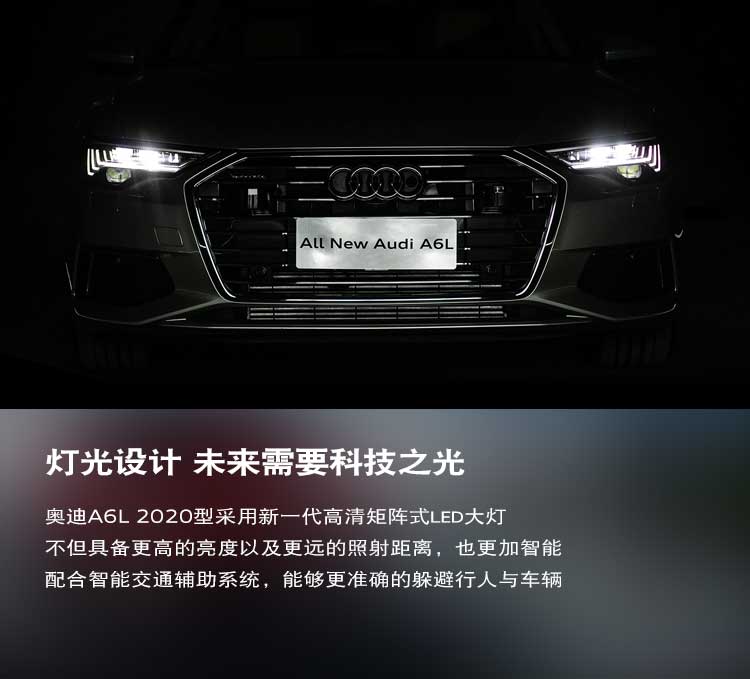 All New Audi A6L
灯光设计 未来需要科技之光
奥迪A6L 2020型采用新一代高清矩阵式LED大灯
不但具备更高的亮度以及更远的照射距离，也更加智能
配合智能交通辅助系统，能够更准确的躲避行人与车辆